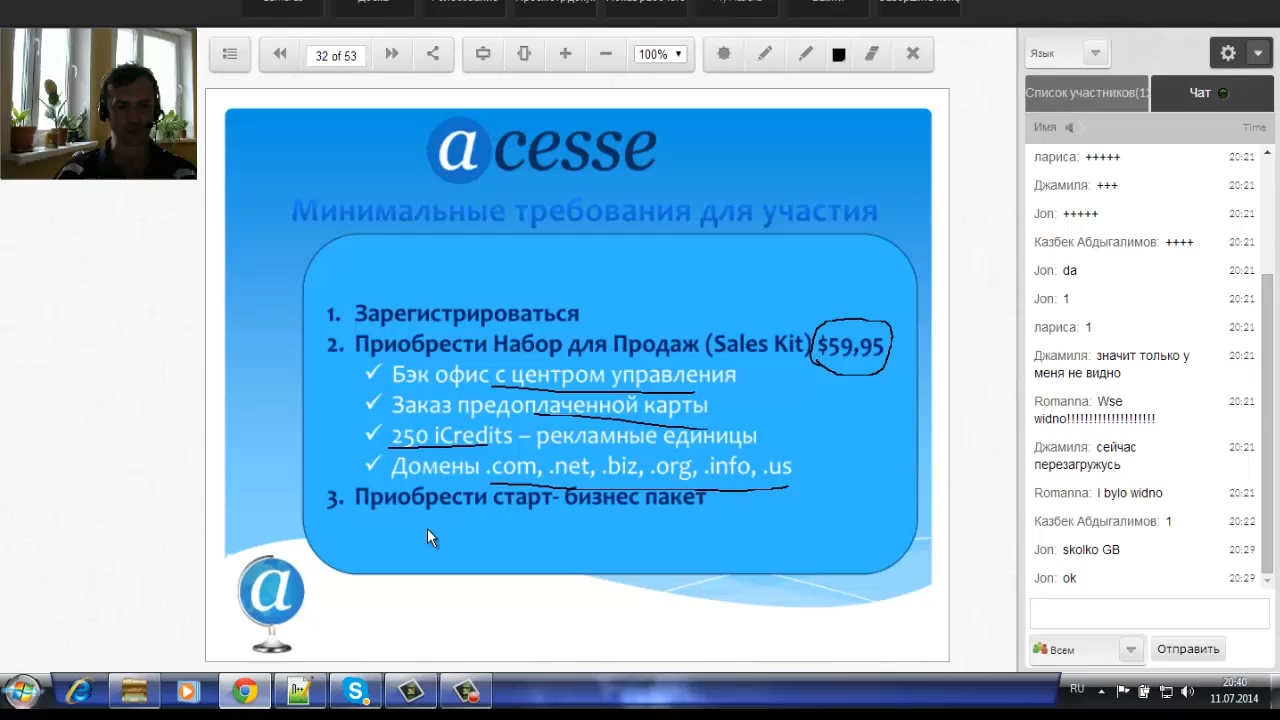 32 of 53
100%
acesse
Минимальные требования для участия
1. Зарегистрироваться
2. Приобрести Набор для Продаж (Sales Kit) $59,95
✓ Бэк офис с центром управления
✓ Заказ предоплаченной карты
✓ 250 iCredits – рекламные единицы
✓ Домены .com, .net, .biz, .org, .info, .us
3. Приобрести старт- бизнес пакет
a
Язык
Список участников(1
Чат
Имя Time
лариса: +++++ 20:21
Джамиля: +++ 20:21
Jon: +++++ 20:21
Казбек Абдыгалимов: ++++ 20:21
Jon: da 20:21
Jon: 1 20:21
лариса: 1 20:21
Джамиля: значит только у 20:21
меня не видно
Romanna: Wse 20:21
widno!!!!!!!!!!!!!!!!!!!!
Джамиля: сейчас 20:21
перезагружусь
Romanna: I bylo widno 20:21
Казбек Абдыгалимов: 1 20:22
Jon: skolko GB 20:29
Jon: ok 20:29
Всем
Отправить
RU
20:40
11.07.2014